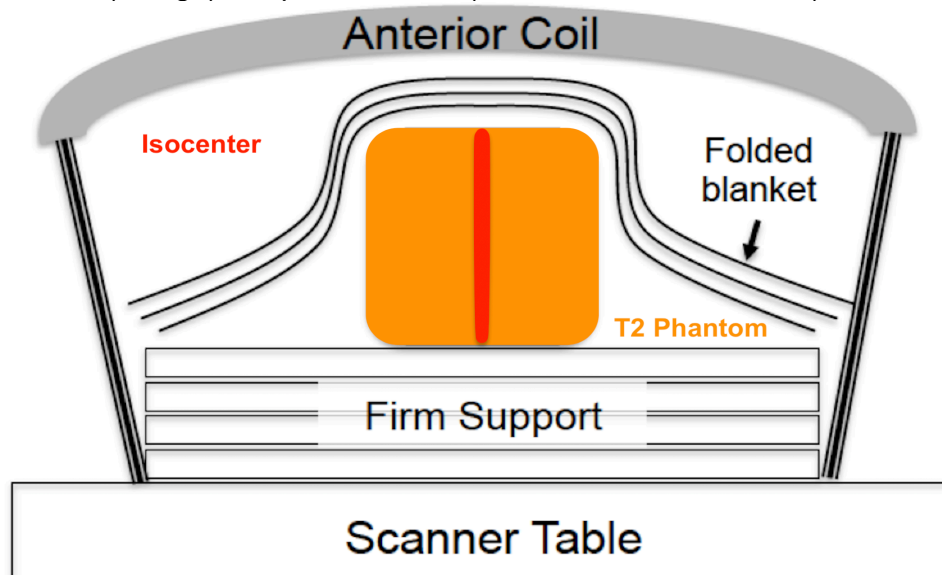 Anterior Coil
Isocenter
Folded
blanket
T2 Phantom
Firm Support
Scanner Table